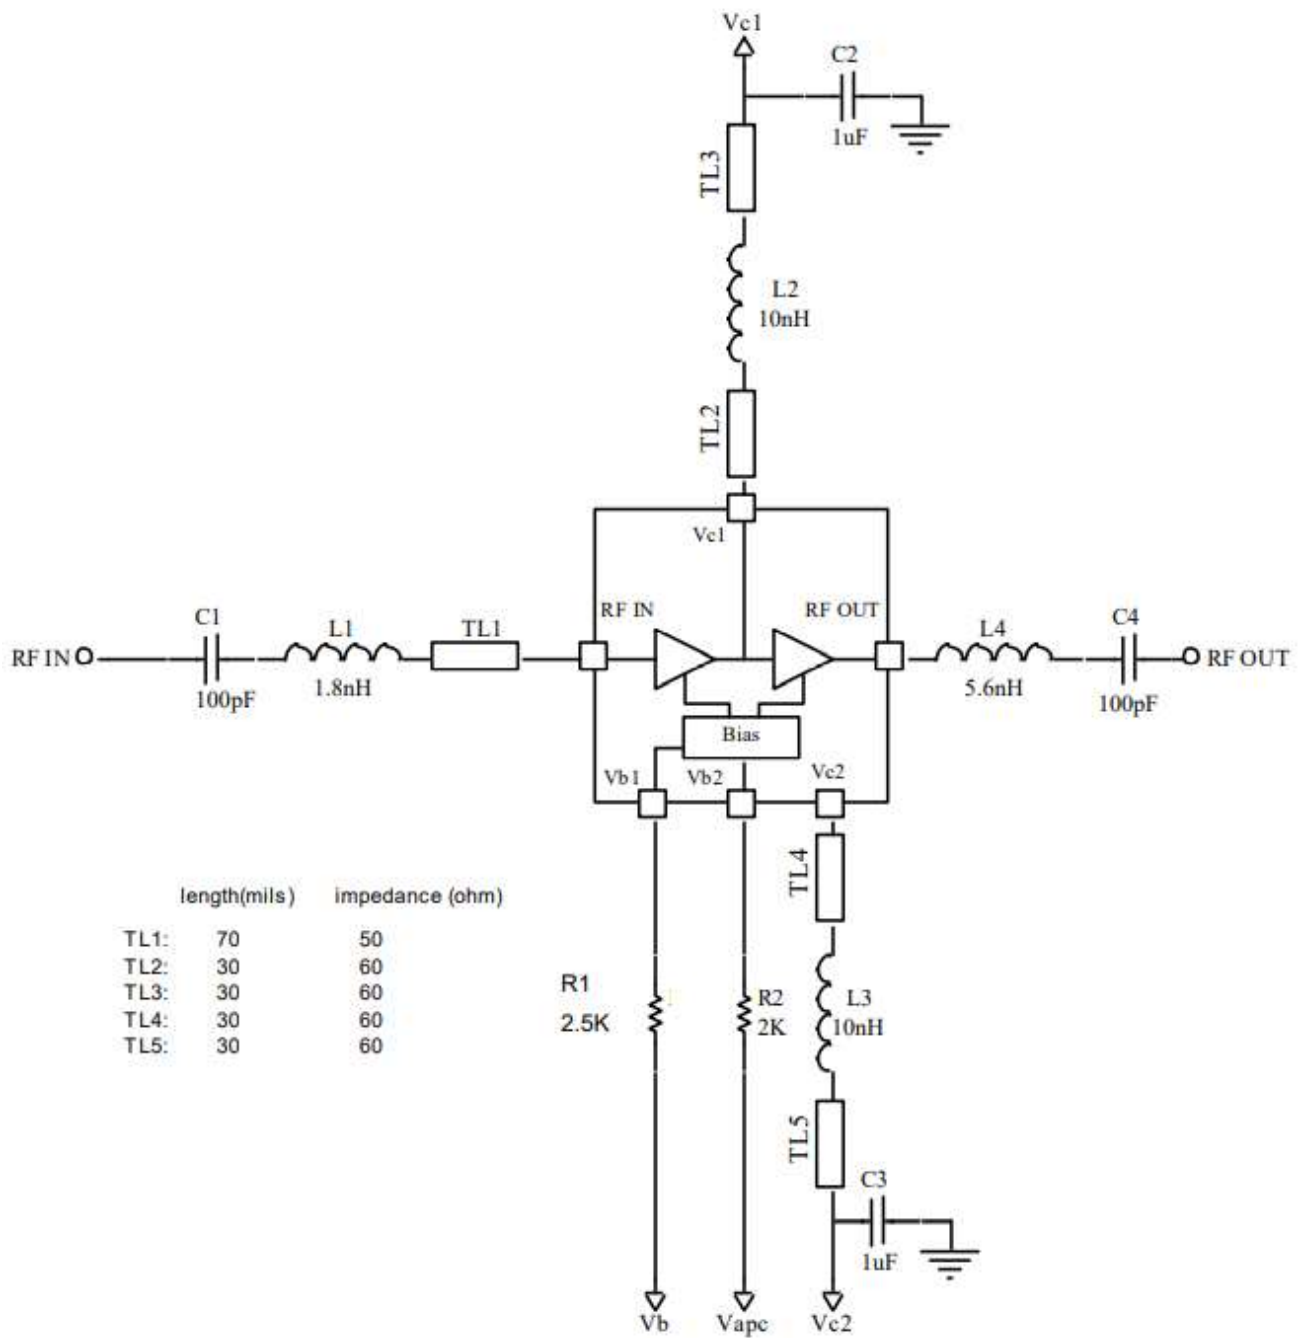 Vc1
C2
1uF
TL3
L2
10nH
TL2
Vc1
RF IN
RF OUT
C1
L1
TL1
L4
C4
RF IN
RF OUT
100pF
1.8nH
5.6nH
100pF
Bias
Vb1
Vb2
Vc2
TL4
length(mils) impedance (ohm)
TL1: 70 50
TL2: 30 60
TL3: 30 60
TL4: 30 60
TL5: 30 60
R1
2.5K
R2
2K
L3
10nH
TL5
C3
1uF
Vb
Vapc
Vc2